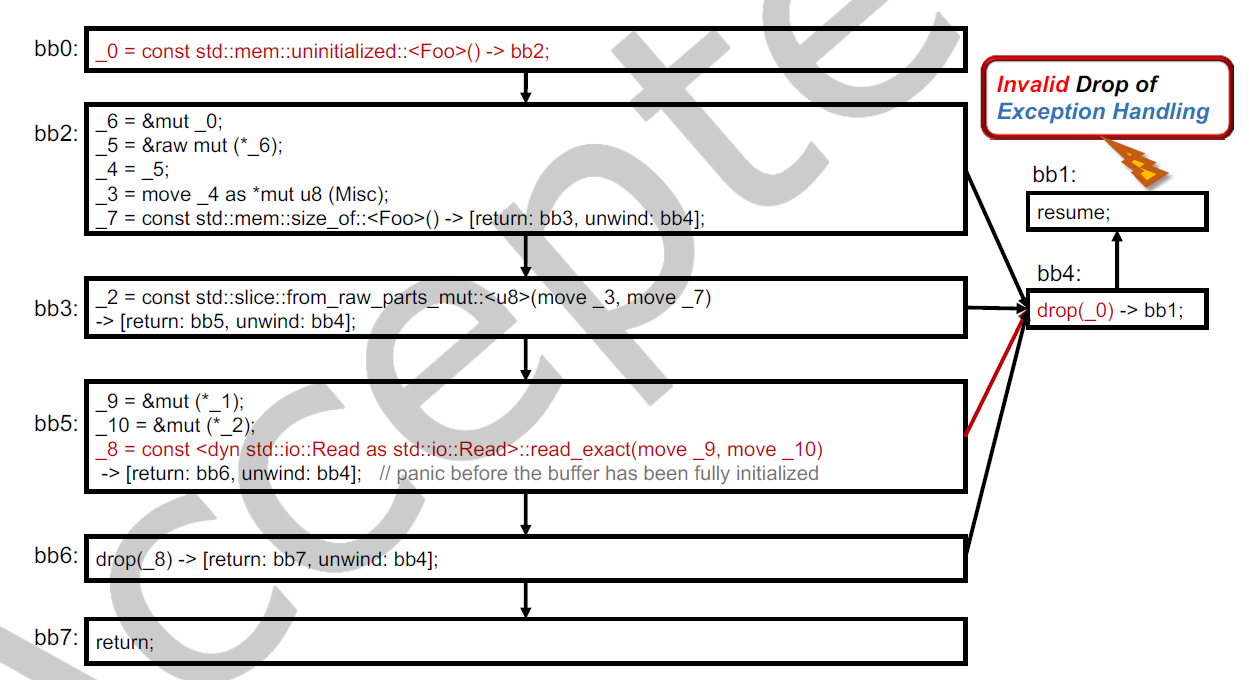 bb0:
_0 = const std::mem::uninitialized::<Foo>() -> bb2;
bb2:
_6 = &mut _0;
_5 = &raw mut (*_6);
_4 = _5;
_3 = move _4 as *mut u8 (Misc);
_7 = const std::mem::size_of::<Foo>() -> [return: bb3, unwind: bb4];
bb3:
_2 = const std::slice::from_raw_parts_mut::<u8>(move _3, move _7)
-> [return: bb5, unwind: bb4];
bb5:
_9 = &mut (*_1);
_10 = &mut (*_2);
_8 = const <dyn std::io::Read as std::io::Read>::read_exact(move _9, move _10)
-> [return: bb6, unwind: bb4]; // panic before the buffer has been fully initialized
bb6:
drop(_8) -> [return: bb7, unwind: bb4];
bb7:
return;
Invalid Drop of
Exception Handling
bb1:
resume;
bb4:
drop(_0) -> bb1;
Accepte